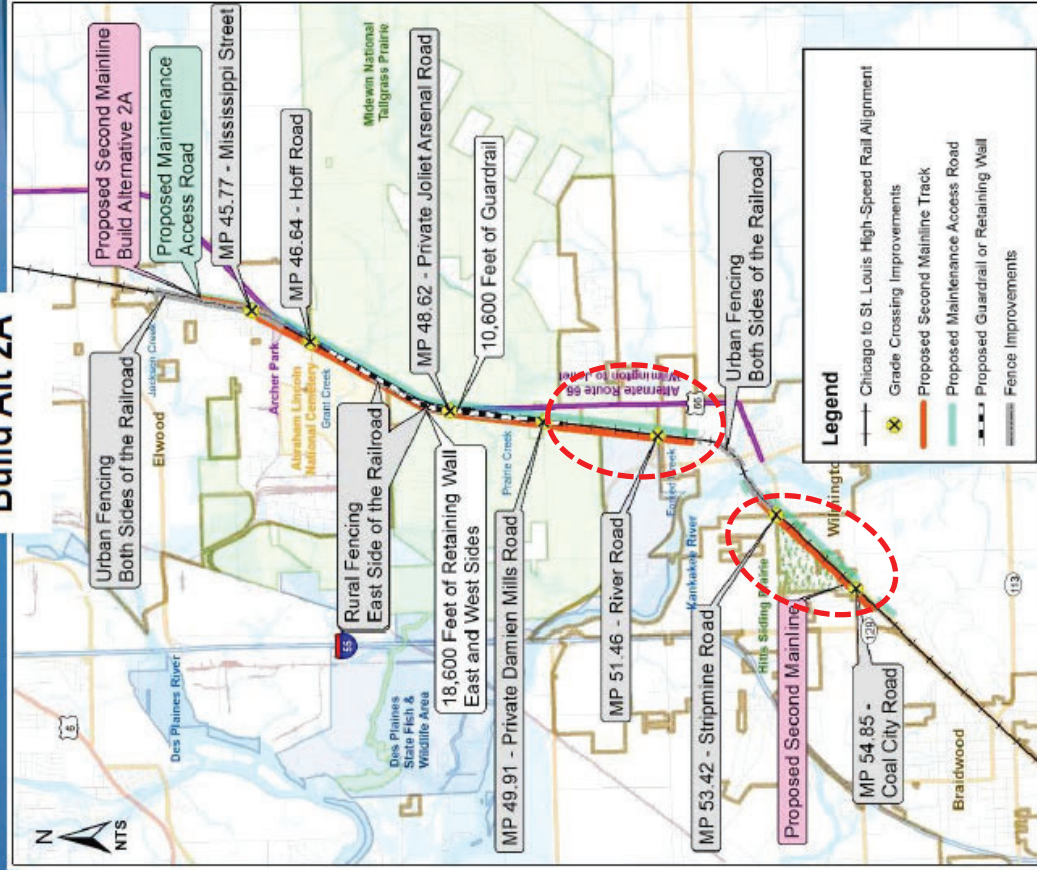 Build Alt 2A
N
NTS
6
Proposed Second Mainline
Build Alternative 2A
Proposed Maintenance
Access Road
MP 45.77 - Mississippi Street
MP 46.64 - Hoff Road
Midewin National
Tallgrass Prairie
MP 48.62 - Private Joliet Arsenal Road
10,600 Feet of Guardrail
Urban Fencing
Both Sides of the Railroad
Jackson Creek
Elwood
Archer Park
Abraham Lincoln
National Cemetery
Grant Creek
Des Plaines River
55
Rural Fencing
East Side of the Railroad
18,600 Feet of Retaining Wall
East and West Sides
Des Plaines
State Fish &
Wildlife Area
Prairie Creek
MP 49.91 - Private Damien Mills Road
Alternate Route 66
Wilmington to Joliet
66
MP 51.46 - River Road
Forked Creek
Urban Fencing
Both Sides of the Railroad
Kankakee River
MP 53.42 - Stripmine Road
Wilmingto
Hitts Siding Prairie
Proposed Second Mainline
129
MP 54.85 -
Coal City Road
Braidwood
113
Legend
Chicago to St. Louis High-Speed Rail Alignment
Grade Crossing Improvements
Proposed Second Mainline Track
Proposed Maintenance Access Road
Proposed Guardrail or Retaining Wall
Fence Improvements